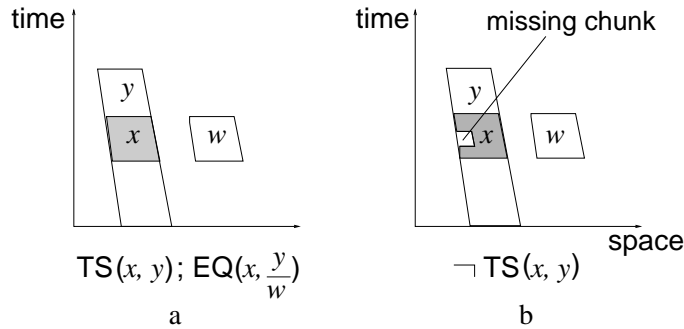 time
y
x
w
TS(x, y); EQ(x, y/w)
a
time
missing chunk
y
x
w
space
¬ TS(x, y)
b